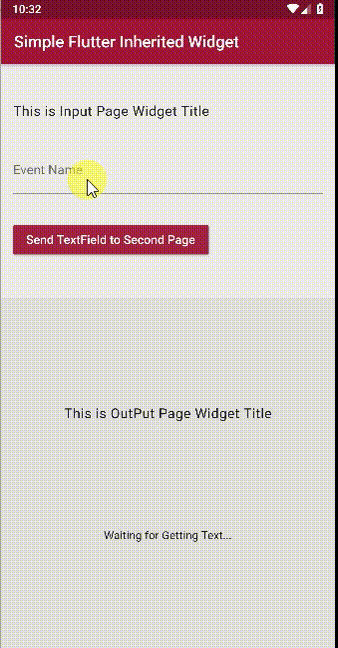 10:32
Simple Flutter Inherited Widget
This is Input Page Widget Title
Event Name
Send TextField to Second Page
This is OutPut Page Widget Title
Waiting for Getting Text...